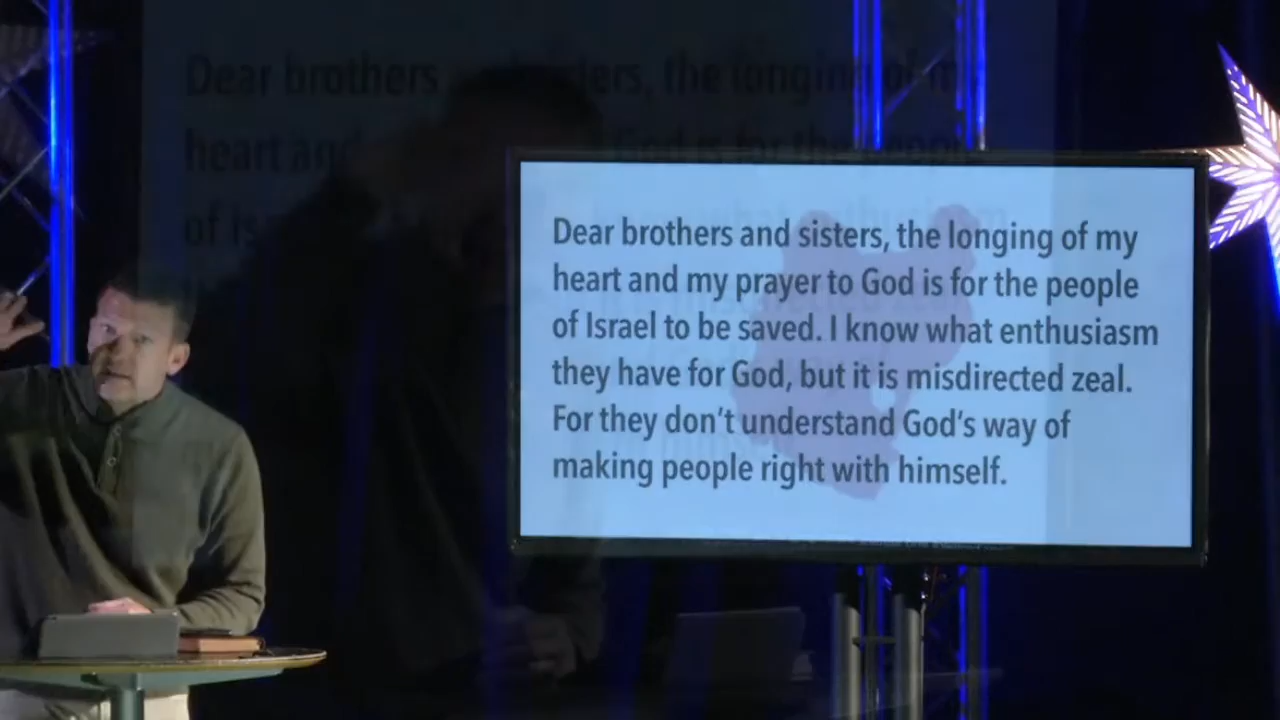 Dear brothers and sisters, the longing of my
heart and my prayer to God is for the people
of Israel to be saved. I know what enthusiasm
they have for God, but it is misdirected zeal.
For they don't understand God's way of
making people right with himself.